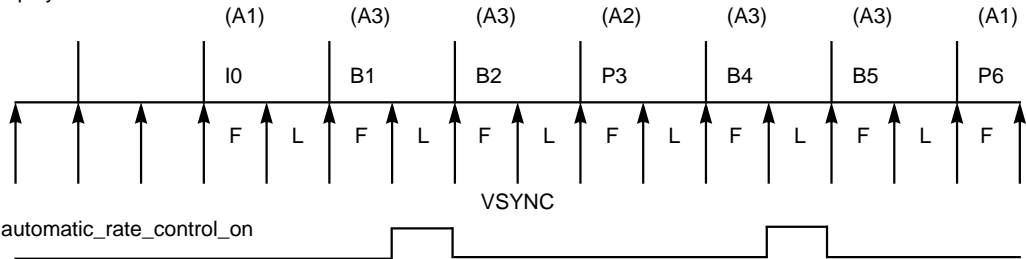 (A1) (A3) (A3) (A2) (A3) (A3) (A1)
I0 B1 B2 P3 B4 B5 P6
F L F L F L F L F L F L F
VSYNC
automatic_rate_control_on